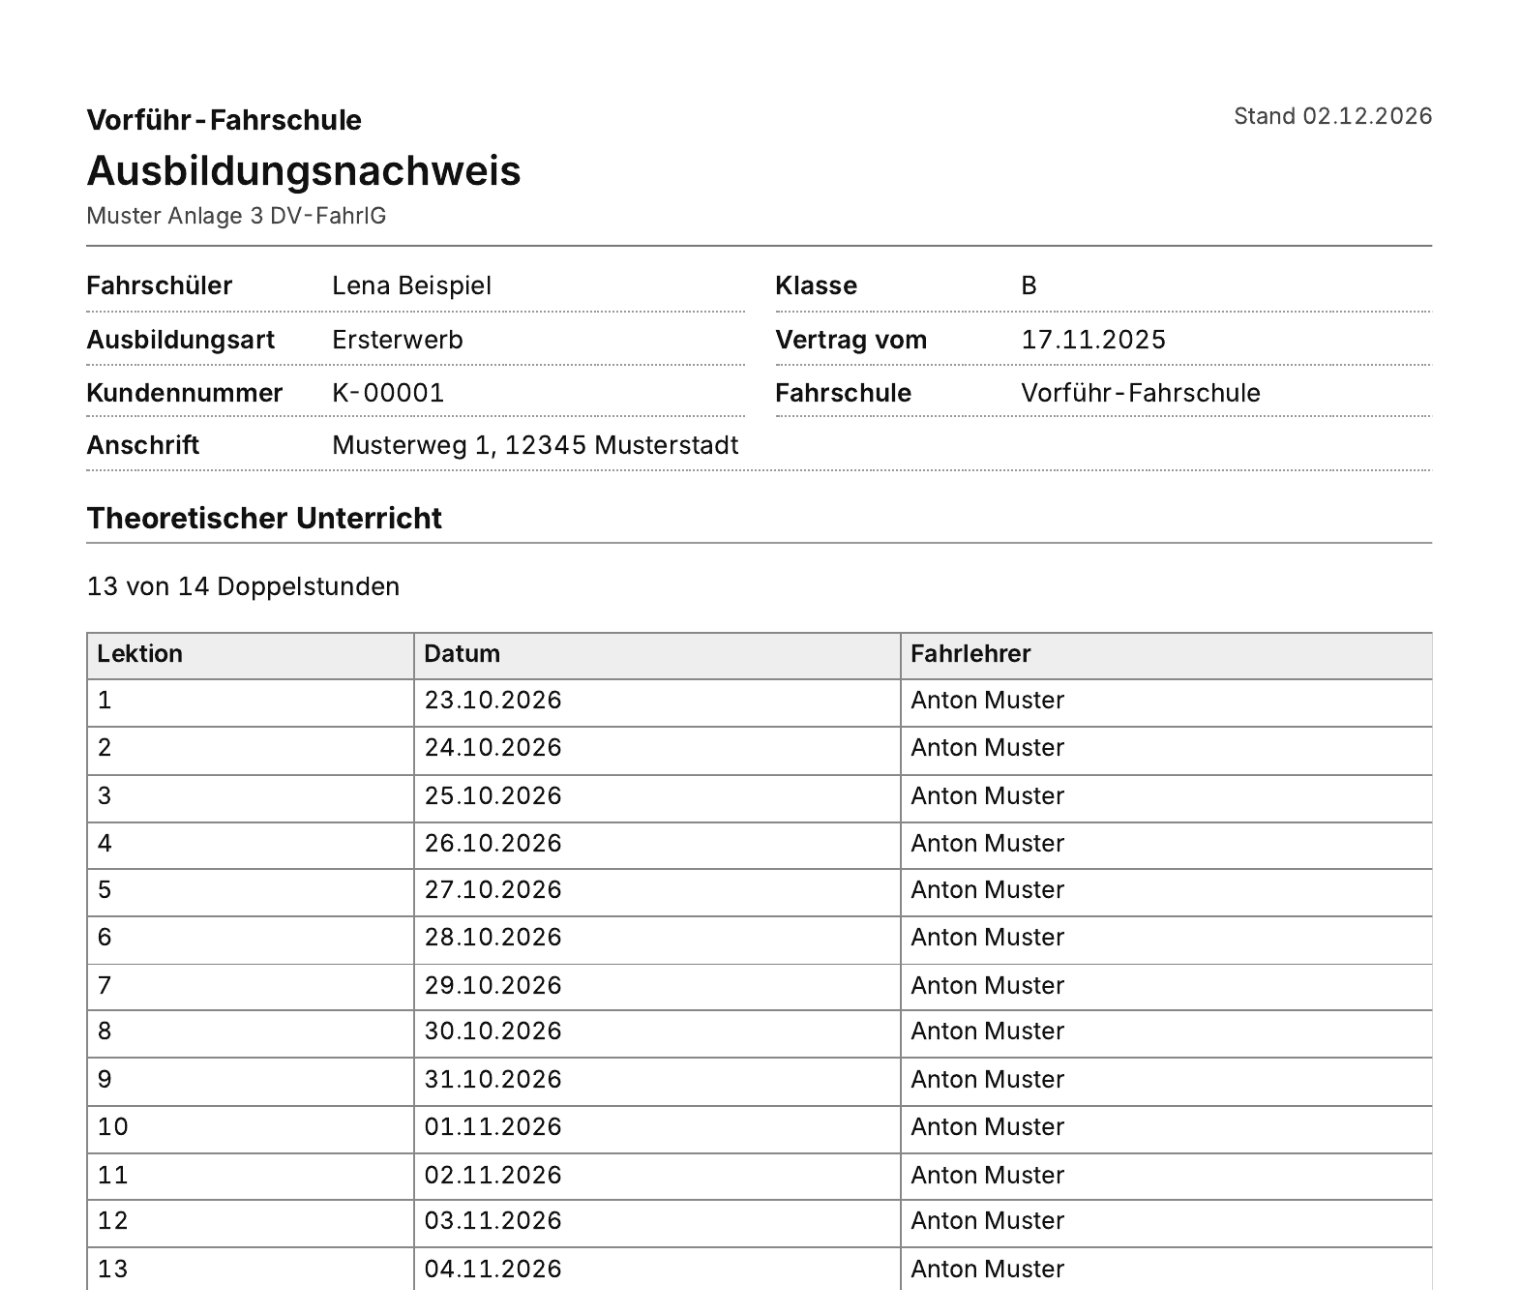 Vorführ-Fahrschule
Stand 02.12.2026
Ausbildungsnachweis
Muster Anlage 3 DV-FahrlG
Fahrschüler Lena Beispiel Klasse B
Ausbildungsart Ersterwerb Vertrag vom 17.11.2025
Kundennummer K-00001 Fahrschule Vorführ-Fahrschule
Anschrift Musterweg 1, 12345 Musterstadt
Theoretischer Unterricht
13 von 14 Doppelstunden
Lektion Datum Fahrlehrer
1 23.10.2026 Anton Muster
2 24.10.2026 Anton Muster
3 25.10.2026 Anton Muster
4 26.10.2026 Anton Muster
5 27.10.2026 Anton Muster
6 28.10.2026 Anton Muster
7 29.10.2026 Anton Muster
8 30.10.2026 Anton Muster
9 31.10.2026 Anton Muster
10 01.11.2026 Anton Muster
11 02.11.2026 Anton Muster
12 03.11.2026 Anton Muster
13 04.11.2026 Anton Muster